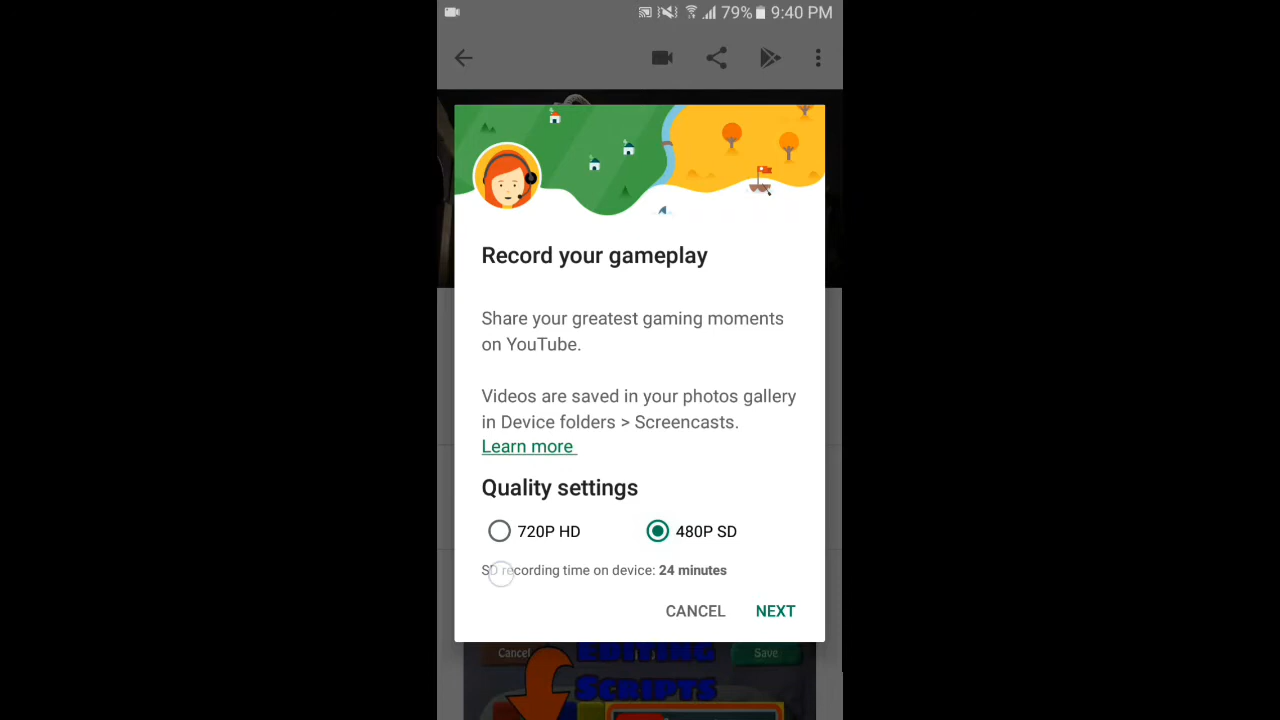 79% 9:40 PM
Record your gameplay
Share your greatest gaming moments
on YouTube.
Videos are saved in your photos gallery
in Device folders > Screencasts.
Learn more
Quality settings
720P HD
480P SD
SD recording time on device: 24 minutes
CANCEL
NEXT
Cancel
EDITING
Save
SCRIPTS